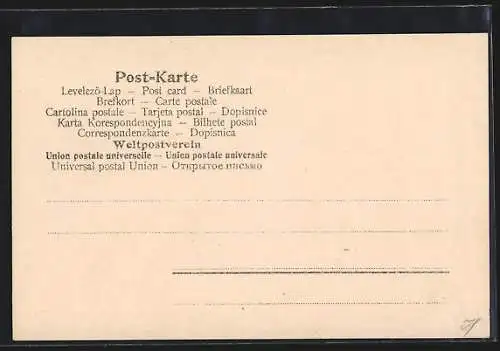 Post-Karte
Levelező-Lap — Post card — Briefkaart
Brefkort — Carte postale
Cartolina postale — Tarjeta postal — Dopisnice
Karta Korespondencyjna — Bilhete postal
Correspondenzkarte — Dopisnica
Weltpostverein
Union postale universelle — Union postale universale
Universal postal Union — Открытое письмо